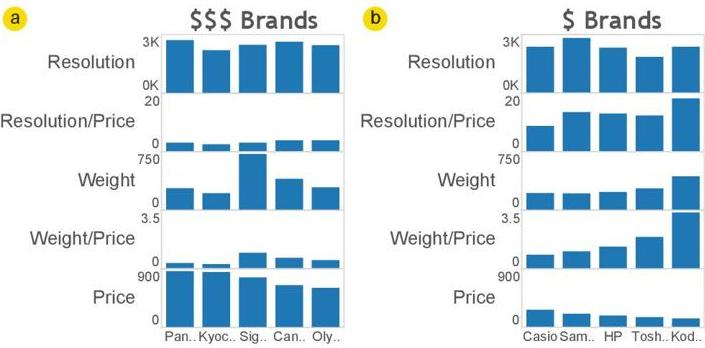 a
$$$ Brands
Resolution
3K
0K
Resolution/Price
20
0
Weight
750
0
Weight/Price
3.5
0
Price
900
0
Pan.. Kyoc.. Sig.. Can.. Oly..
b
$ Brands
Resolution
3K
0K
Resolution/Price
20
0
Weight
750
0
Weight/Price
3.5
0
Price
900
0
Casio Sam.. HP Tosh.. Kod..